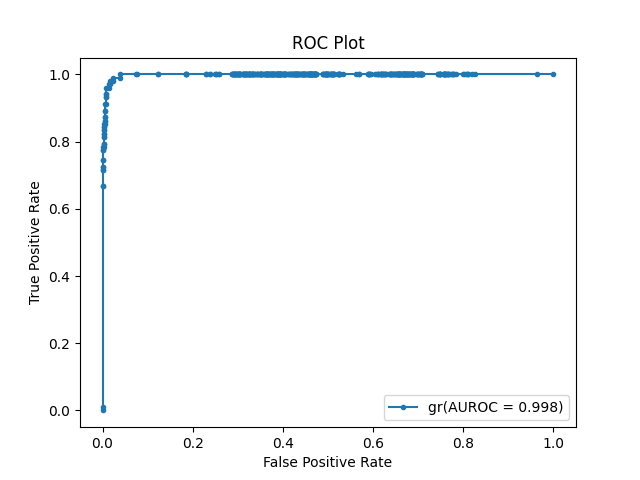 ROC Plot
1.0
0.8
0.6
0.4
0.2
0.0
True Positive Rate
gr(AUROC = 0.998)
0.0 0.2 0.4 0.6 0.8 1.0
False Positive Rate